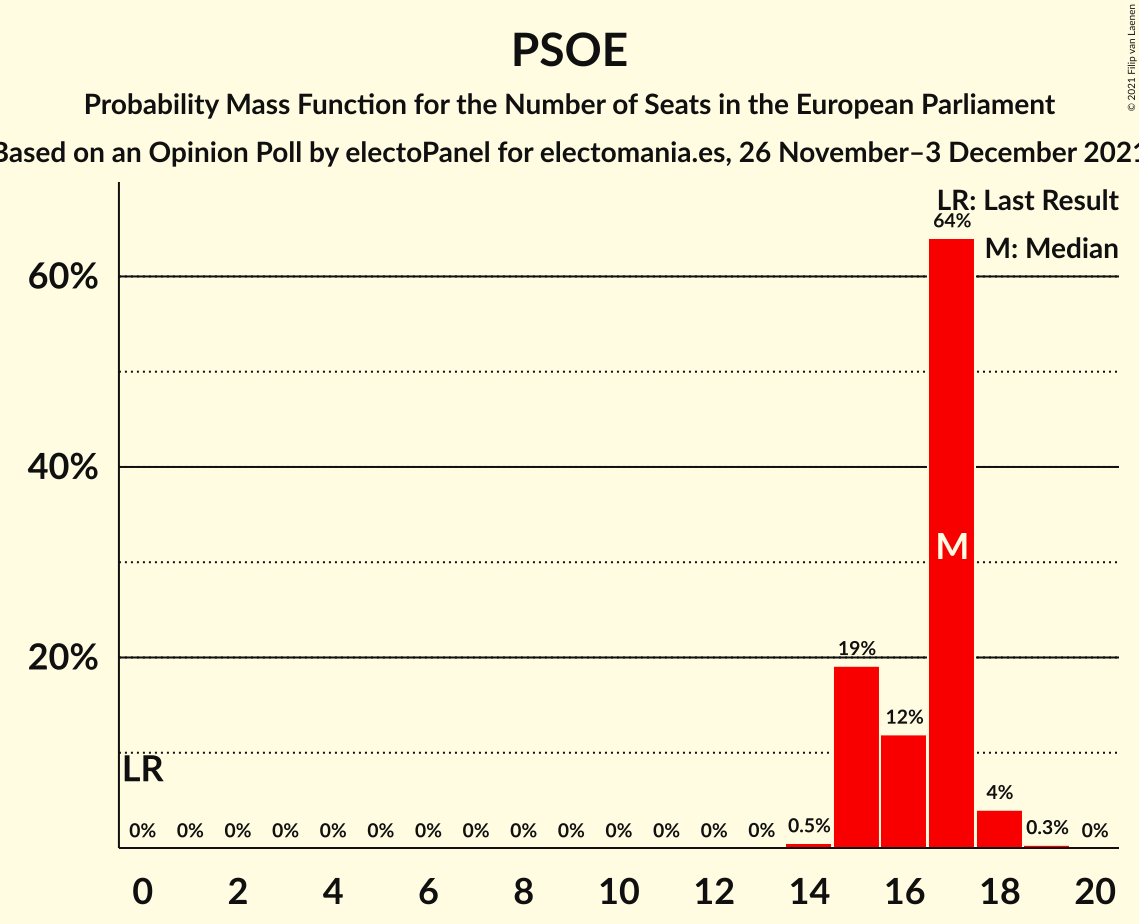 PSOE
Probability Mass Function for the Number of Seats in the European Parliament
Based on an Opinion Poll by electoPanel for electomania.es, 26 November–3 December 2021
© 2021 Filip van Laenen
LR: Last Result
M: Median
60%
40%
20%
64%
M
19%
12%
4%
LR
0% 0% 0% 0% 0% 0% 0% 0% 0% 0% 0% 0% 0% 0% 0.5% 0.3% 0%
0 2 4 6 8 10 12 14 16 18 20